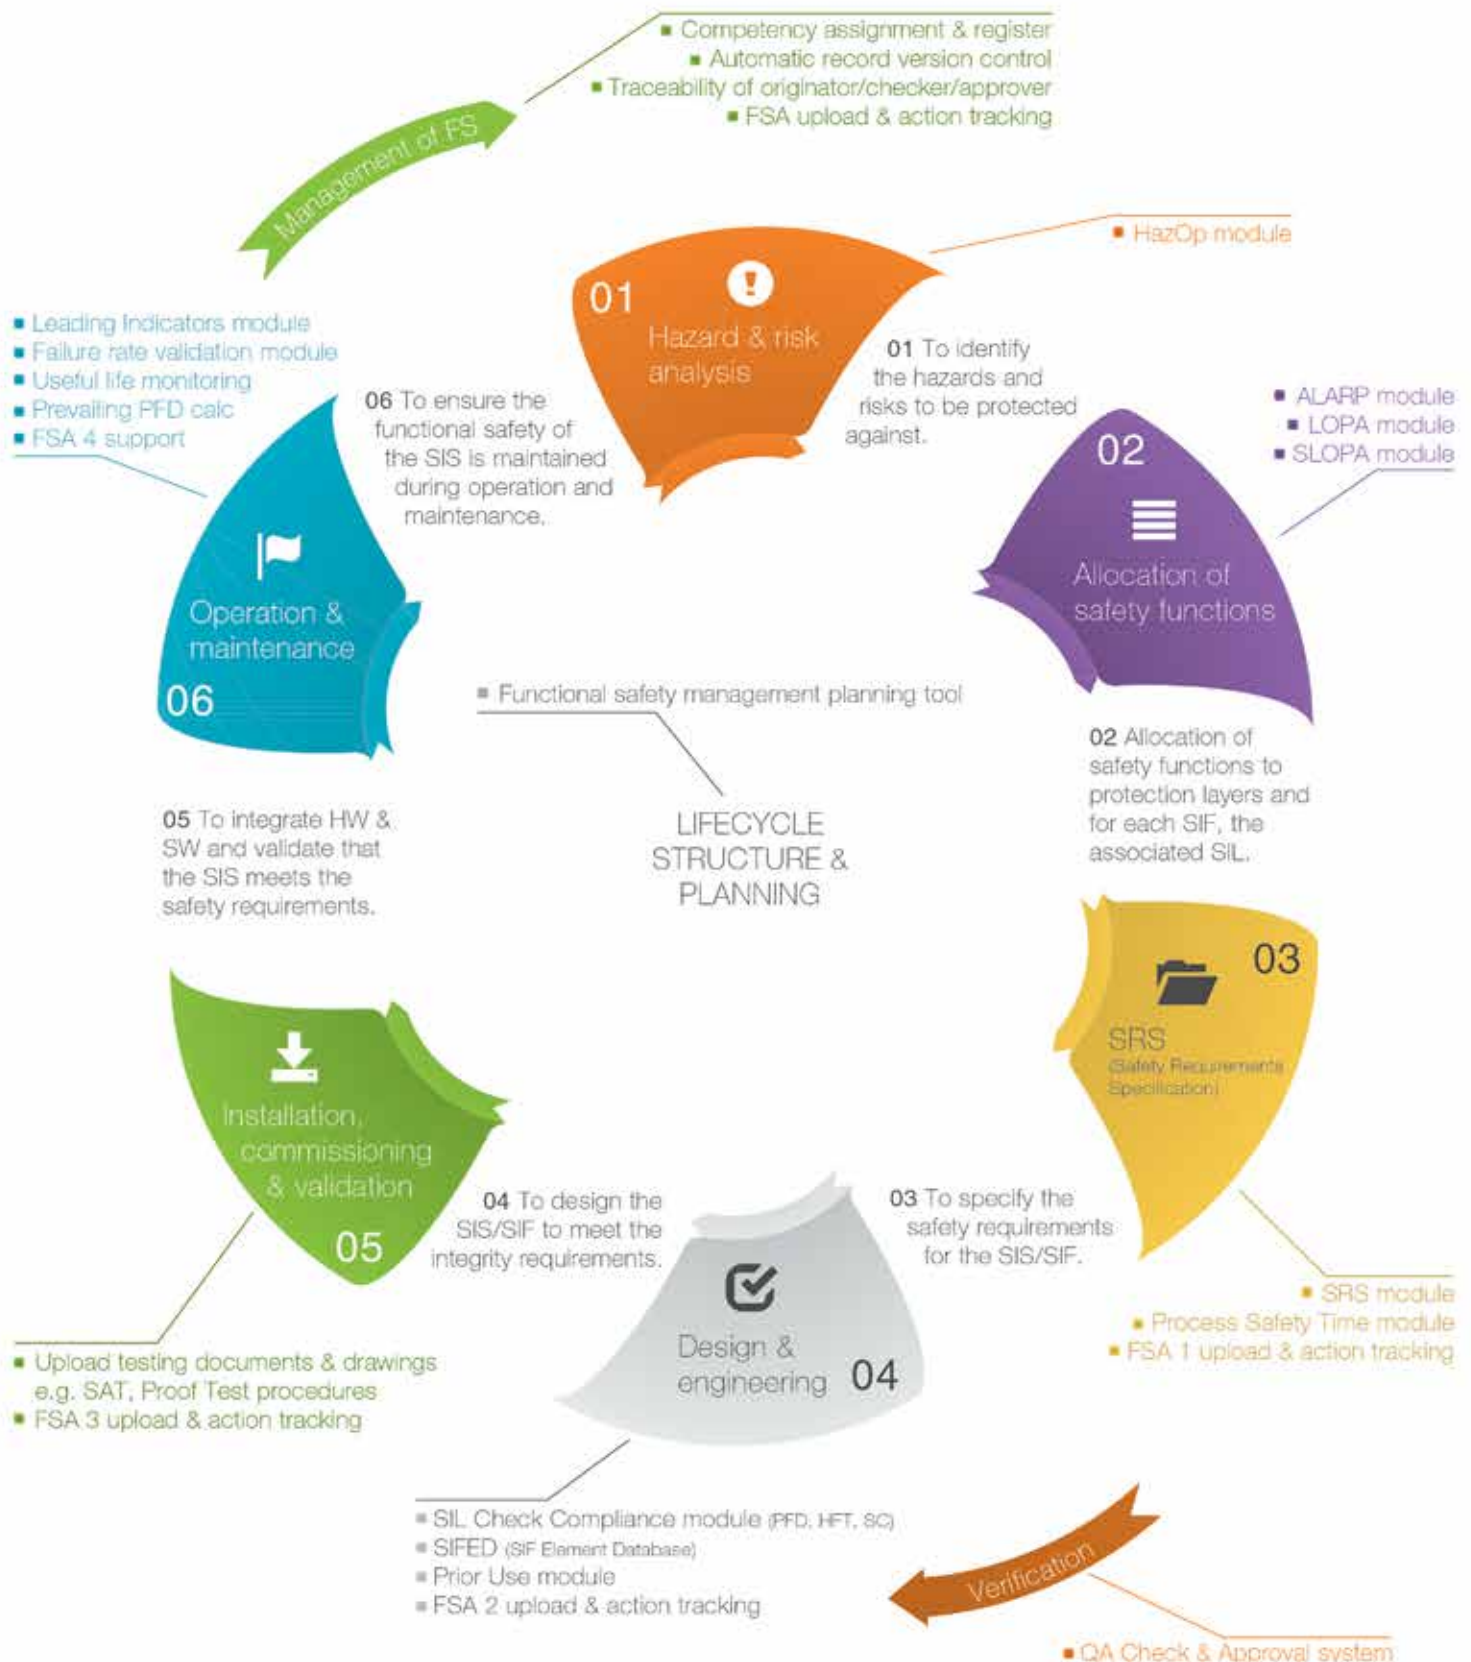 ■ Competency assignment & register
■ Automatic record version control
■ Traceability of originator/checker/approver
■ FSA upload & action tracking
Management of FS
■ HazOp module
01
Hazard & risk
analysis
01 To identify
the hazards and
risks to be protected
against.
■ ALARP module
■ LOPA module
■ SLOPA module
02
Allocation of
safety functions
02 Allocation of
safety functions to
protection layers and
for each SIF, the
associated SIL.
03
SRS
(Safety Requirements
Specification)
03 To specify the
safety requirements
for the SIS/SIF.
■ SRS module
■ Process Safety Time module
■ FSA 1 upload & action tracking
Design &
engineering
04
04 To design the
SIS/SIF to meet the
integrity requirements.
■ SIL Check Compliance module (PFD, HFT, SC)
■ SIFED (SIF Element Database)
■ Prior Use module
■ FSA 2 upload & action tracking
Verification
■ QA Check & Approval system
Installation,
commissioning
& validation
05
05 To integrate HW &
SW and validate that
the SIS meets the
safety requirements.
■ Upload testing documents & drawings
e.g. SAT, Proof Test procedures
■ FSA 3 upload & action tracking
Operation &
maintenance
06
06 To ensure the
functional safety of
the SIS is maintained
during operation and
maintenance.
■ Leading Indicators module
■ Failure rate validation module
■ Useful life monitoring
■ Prevailing PFD calc
■ FSA 4 support
■ Functional safety management planning tool
LIFECYCLE
STRUCTURE &
PLANNING